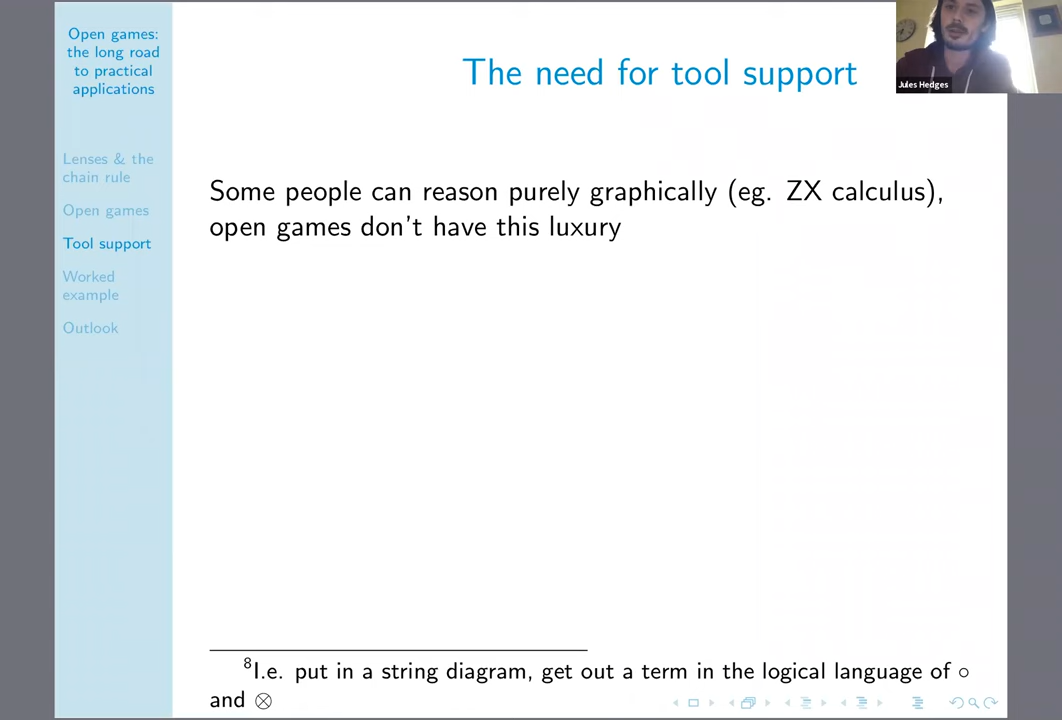 Open games:
the long road
to practical
applications
Lenses & the
chain rule
Open games
Tool support
Worked
example
Outlook
The need for tool support
Jules Hedges
Some people can reason purely graphically (eg. ZX calculus),
open games don't have this luxury
8I.e. put in a string diagram, get out a term in the logical language of ∘
and ⊗